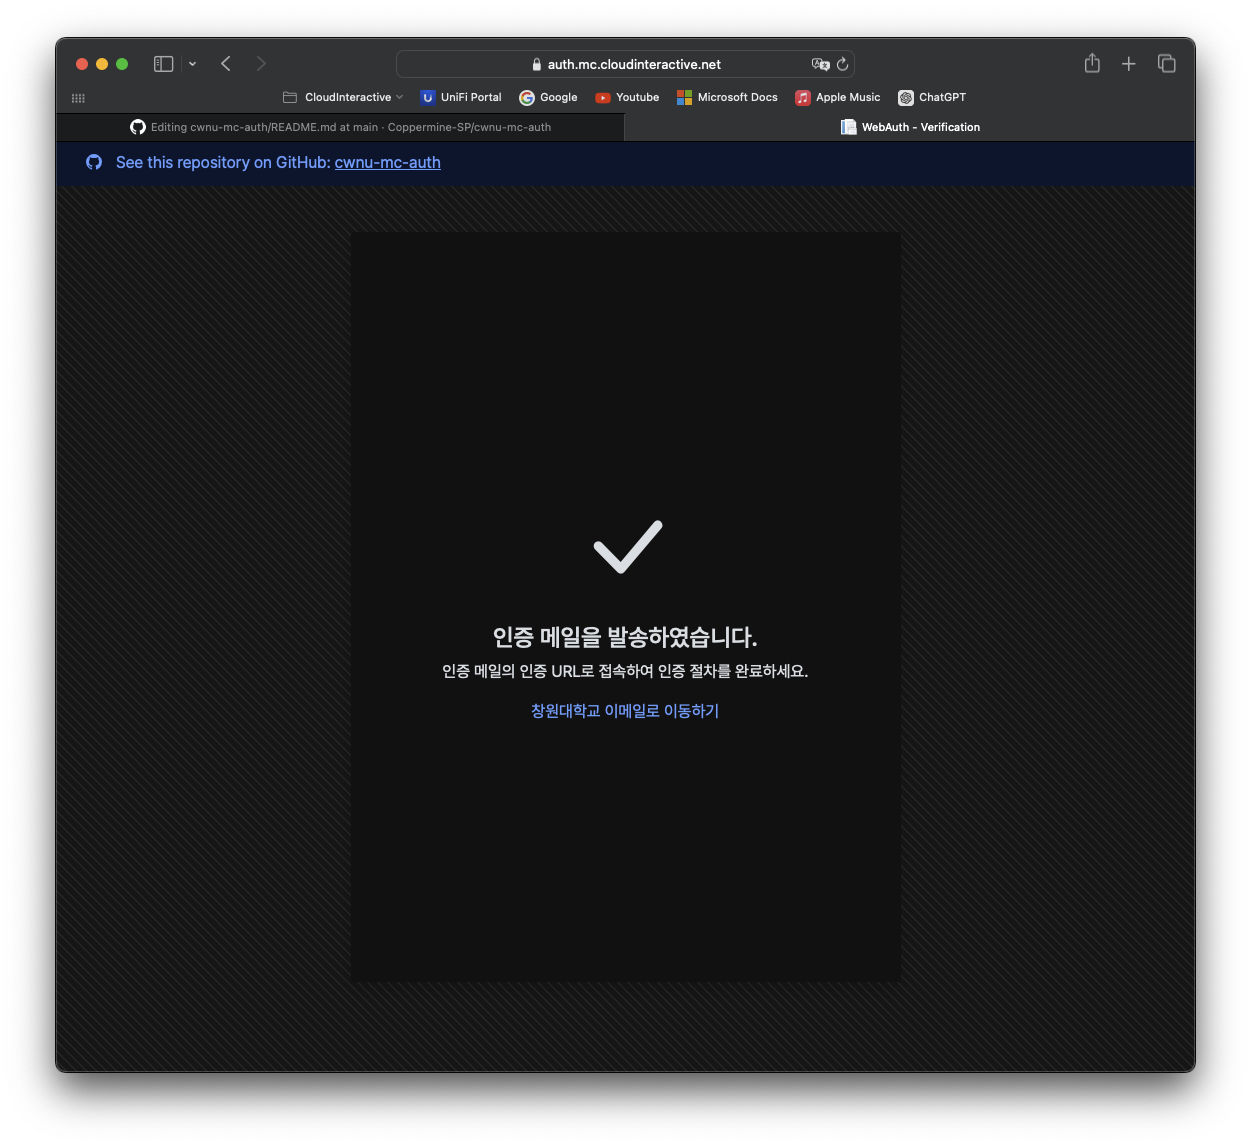 auth.mc.cloudinteractive.net
CloudInteractive
UniFi Portal
Google
Youtube
Microsoft Docs
Apple Music
ChatGPT
Editing cwnu-mc-auth/README.md at main · Coppermine-SP/cwnu-mc-auth
WebAuth - Verification
See this repository on GitHub: cwnu-mc-auth
인증 메일을 발송하였습니다.
인증 메일의 인증 URL로 접속하여 인증 절차를 완료하세요.
창원대학교 이메일로 이동하기